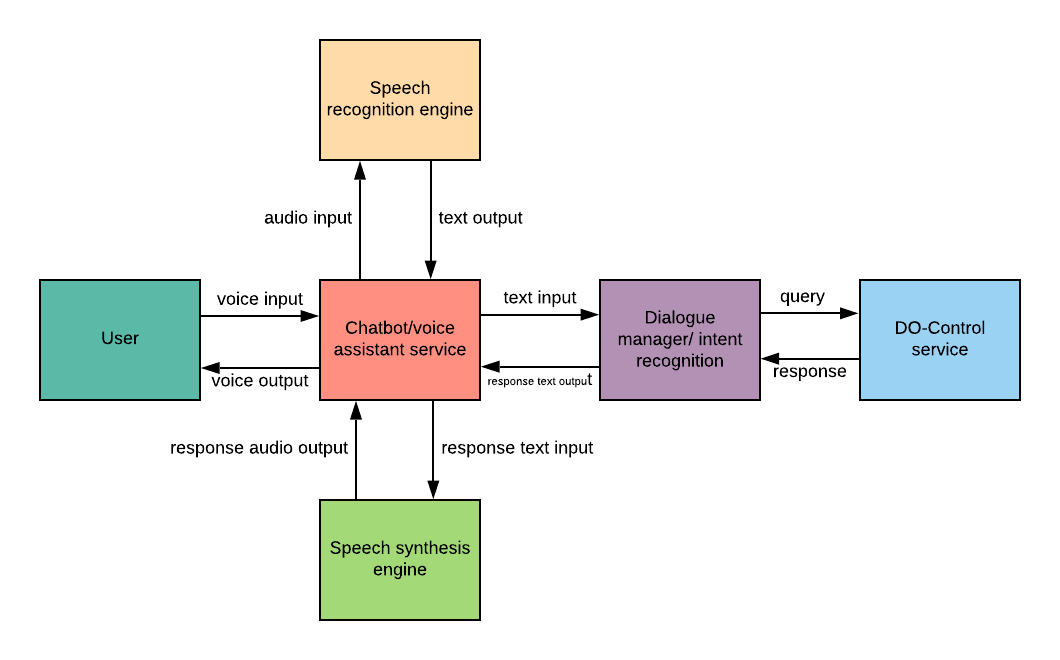 Speech
recognition engine
audio input
text output
User
voice input
voice output
Chatbot/voice
assistant service
text input
response text output
Dialogue
manager/ intent
recognition
query
response
DO-Control
service
response audio output
response text input
Speech synthesis
engine